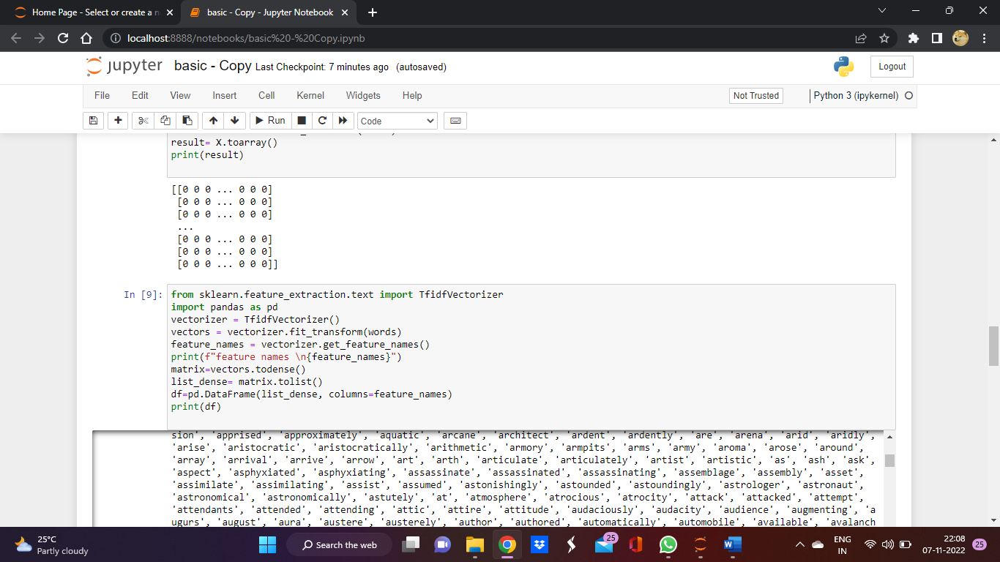 Home Page - Select or create a n
basic - Copy - Jupyter Notebook
localhost:8888/notebooks/basic%20-%20Copy.ipynb
jupyter basic - Copy Last Checkpoint: 7 minutes ago (autosaved)
Logout
File Edit View Insert Cell Kernel Widgets Help
Not Trusted
Python 3 (ipykernel)
Run
Code
result= X.toarray()
print(result)
[[0 0 0 ... 0 0 0]
[0 0 0 ... 0 0 0]
[0 0 0 ... 0 0 0]
...
[0 0 0 ... 0 0 0]
[0 0 0 ... 0 0 0]
[0 0 0 ... 0 0 0]]
In [9]: from sklearn.feature_extraction.text import TfidfVectorizer
import pandas as pd
vectorizer = TfidfVectorizer()
vectors = vectorizer.fit_transform(words)
feature_names = vectorizer.get_feature_names()
print(f"feature names \n{feature_names}")
matrix=vectors.todense()
list_dense= matrix.tolist()
df=pd.DataFrame(list_dense, columns=feature_names)
print(df)
sion', 'apprised', 'approximately', 'aquatic', 'arcane', 'architect', 'ardent', 'ardently', 'are', 'arena', 'arid', 'aridly',
'arise', 'aristocratic', 'aristocratically', 'arithmetic', 'armory', 'armpits', 'arms', 'army', 'aroma', 'arose', 'around',
'array', 'arrival', 'arrive', 'arrow', 'art', 'arth', 'articulate', 'articulately', 'artist', 'artistic', 'as', 'ash', 'ask',
'aspect', 'asphyxiated', 'asphyxiating', 'assassinate', 'assassinated', 'assassinating', 'assemblage', 'assembly', 'asset',
'assimilate', 'assimilating', 'assist', 'assumed', 'astonishingly', 'astounded', 'astoundingly', 'astrologer', 'astronaut',
'astronomical', 'astronomically', 'astutely', 'at', 'atmosphere', 'atrocious', 'atrocity', 'attack', 'attacked', 'attempt',
'attendants', 'attended', 'attending', 'attic', 'attire', 'attitude', 'audaciously', 'audacity', 'audience', 'augmenting', 'a
ugurs', 'august', 'aura', 'austere', 'austerely', 'author', 'authored', 'automatically', 'automobile', 'available', 'avalanch
25°C
Partly cloudy
Search the web
25
ENG
IN
22:08
07-11-2022
25